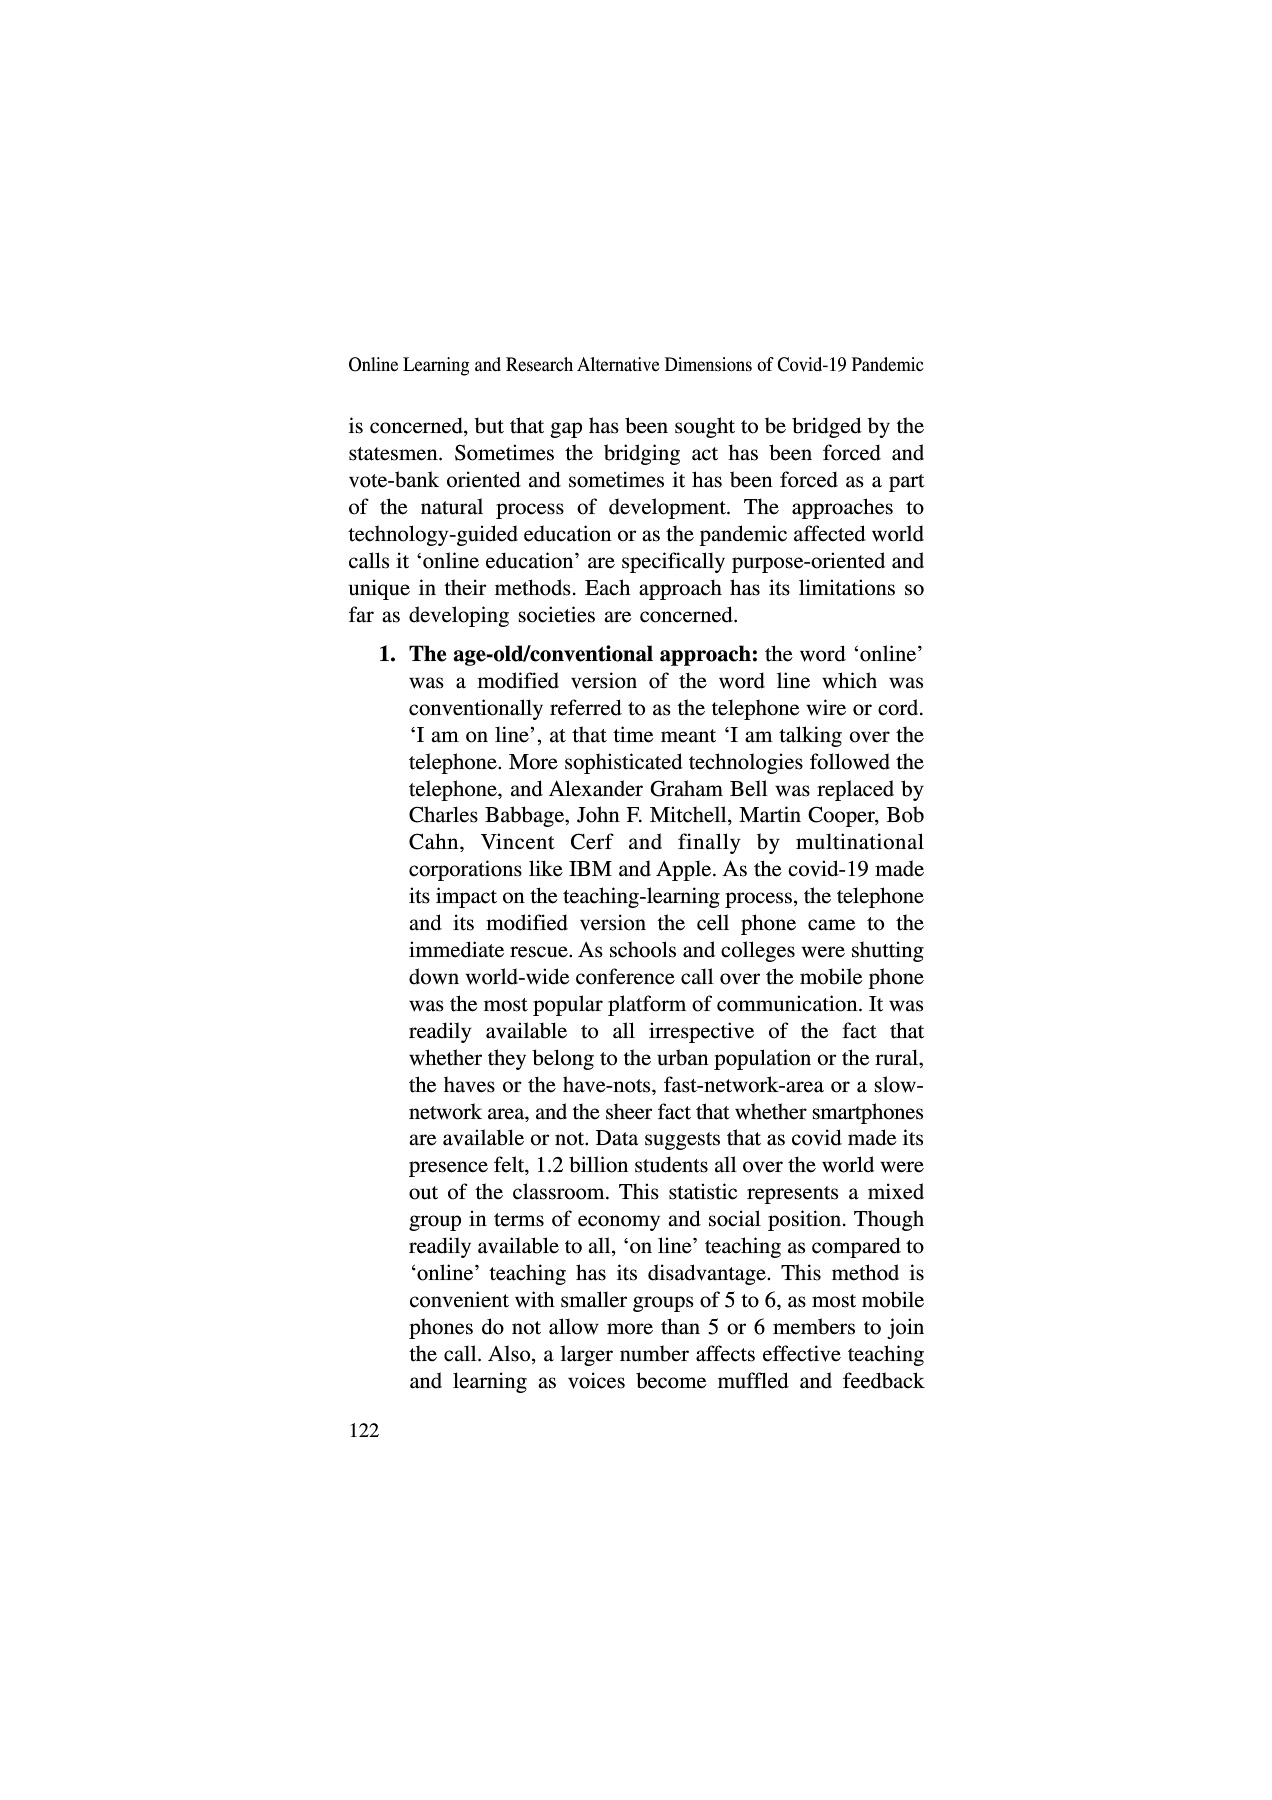 Online Learning and Research Alternative Dimensions of Covid-19 Pandemic
is concerned, but that gap has been sought to be bridged by the
statesmen. Sometimes the bridging act has been forced and
vote-bank oriented and sometimes it has been forced as a part
of the natural process of development. The approaches to
technology-guided education or as the pandemic affected world
calls it ‘online education’ are specifically purpose-oriented and
unique in their methods. Each approach has its limitations so
far as developing societies are concerned.
1. The age-old/conventional approach: the word ‘online’
was a modified version of the word line which was
conventionally referred to as the telephone wire or cord.
‘I am on line’, at that time meant ‘I am talking over the
telephone. More sophisticated technologies followed the
telephone, and Alexander Graham Bell was replaced by
Charles Babbage, John F. Mitchell, Martin Cooper, Bob
Cahn, Vincent Cerf and finally by multinational
corporations like IBM and Apple. As the covid-19 made
its impact on the teaching-learning process, the telephone
and its modified version the cell phone came to the
immediate rescue. As schools and colleges were shutting
down world-wide conference call over the mobile phone
was the most popular platform of communication. It was
readily available to all irrespective of the fact that
whether they belong to the urban population or the rural,
the haves or the have-nots, fast-network-area or a slow-
network area, and the sheer fact that whether smartphones
are available or not. Data suggests that as covid made its
presence felt, 1.2 billion students all over the world were
out of the classroom. This statistic represents a mixed
group in terms of economy and social position. Though
readily available to all, ‘on line’ teaching as compared to
‘online’ teaching has its disadvantage. This method is
convenient with smaller groups of 5 to 6, as most mobile
phones do not allow more than 5 or 6 members to join
the call. Also, a larger number affects effective teaching
and learning as voices become muffled and feedback
122